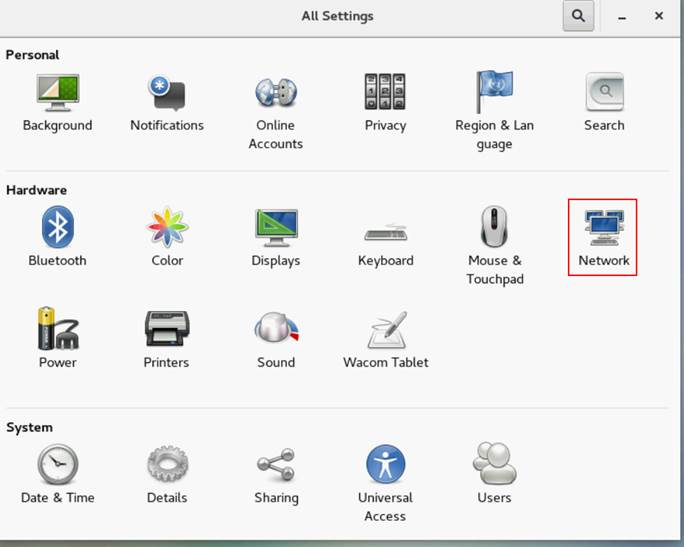 All Settings
Personal
Background Notifications Online Accounts Privacy Region & Lan guage Search
Hardware
Bluetooth Color Displays Keyboard Mouse & Touchpad Network
Power Printers Sound Wacom Tablet
System
Date & Time Details Sharing Universal Access Users